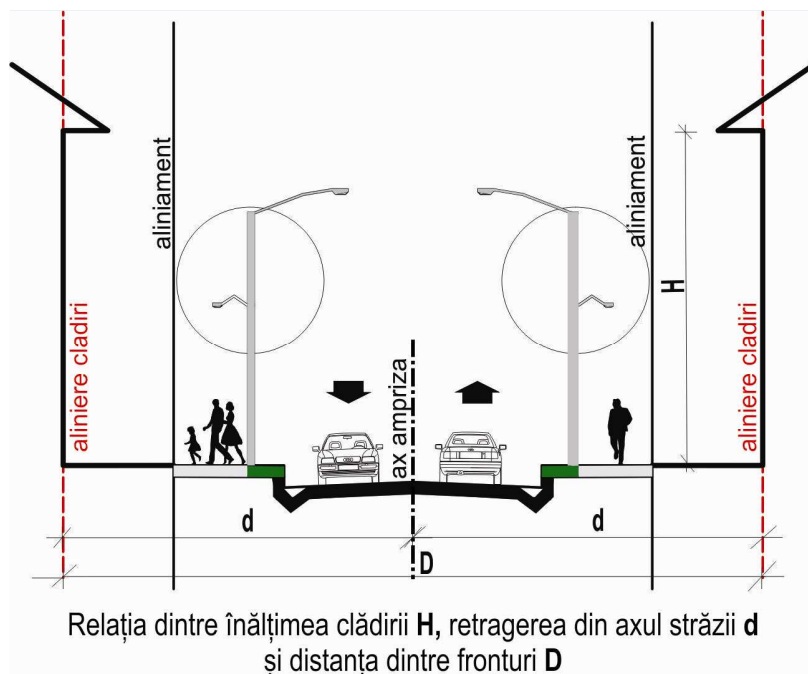 aliniament
aliniament
H
aliniere cladiri
ax ampriza
aliniere cladiri
d
d
D
Relația dintre înălțimea clădirii H, retragerea din axul străzii d
și distanța dintre fronturi D